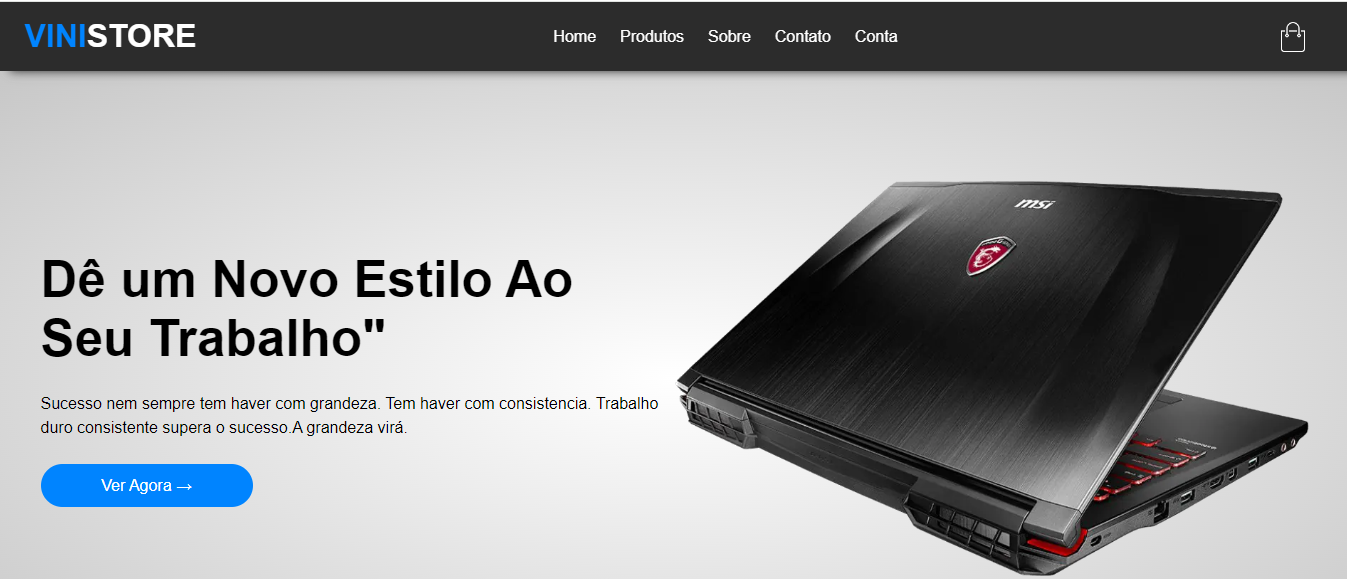 VINISTORE
Home Produtos Sobre Contato Conta
msi
Dê um Novo Estilo Ao
Seu Trabalho"
Sucesso nem sempre tem haver com grandeza. Tem haver com consistencia. Trabalho
duro consistente supera o sucesso.A grandeza virá.
Ver Agora →